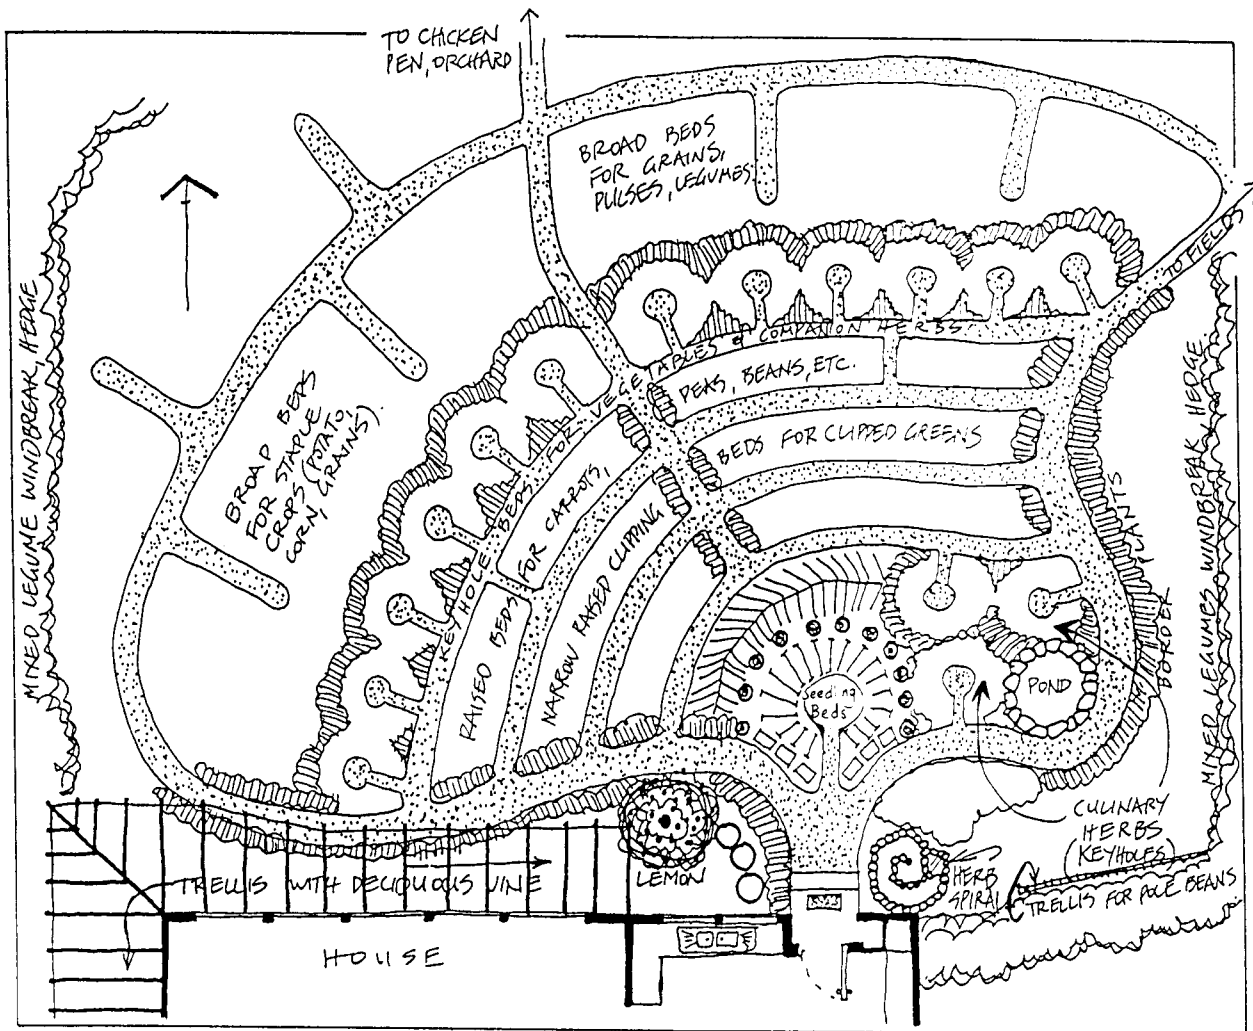 TO CHICKEN
PEN, ORCHARD
BROAD BEDS
FOR GRAINS,
PULSES, LEGUMES
TO FIELDS
MIXED LEGUME WINDBREAK, HEDGE
BROAD BEDS
FOR STAPLE
CROPS (POTATO
CORN, GRAINS)
KEYHOLE BEDS FOR VEGETABLES & COMPANION HERBS
PEAS, BEANS, ETC.
BEDS FOR CLIPPED GREENS
RAISED BEDS FOR CARROTS,
NARROW RAISED CLIPPING
Seedling
Beds
POND
BORDER PLANTS
MIXED LEGUMES WINDBREAK, HEDGE
CULINARY
HERBS
(KEYHOLES)
LEMON
HERB
SPIRAL
TRELLIS FOR POLE BEANS
TRELLIS WITH DECIDUOUS VINE
HOUSE